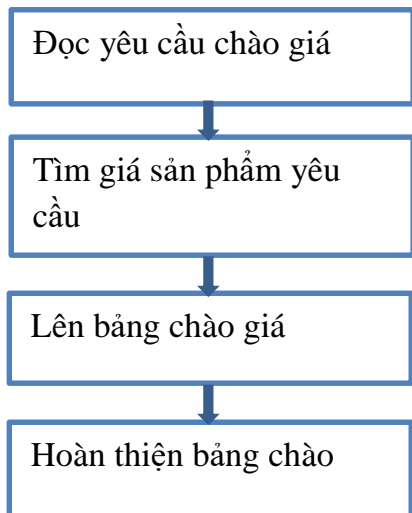 Đọc yêu cầu chào giá
Tìm giá sản phẩm yêu
cầu
Lên bảng chào giá
Hoàn thiện bảng chào